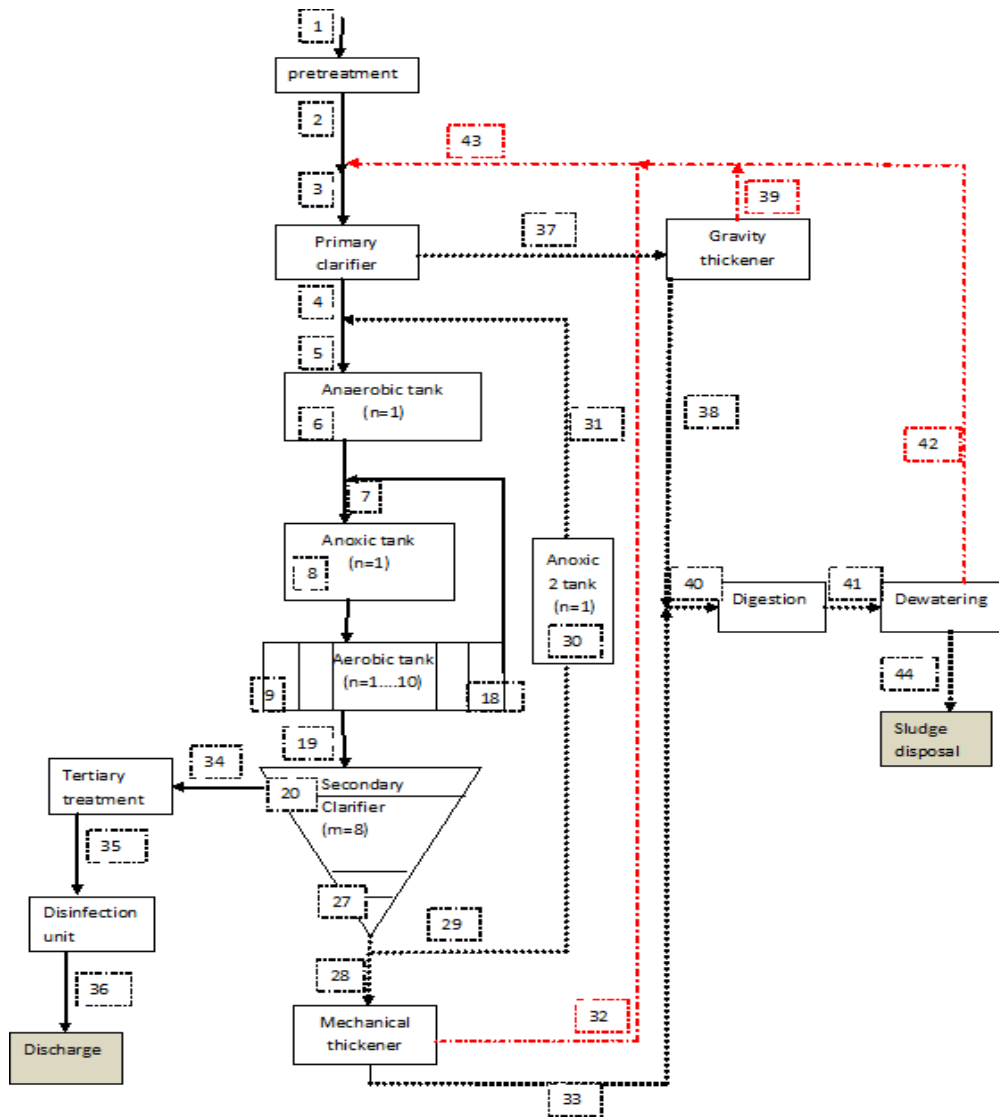 1
pretreatment
2
43
3
39
Primary
clarifier
37
Gravity
thickener
4
5
Anaerobic tank
(n=1)
6
31
38
42
7
Anoxic tank
(n=1)
8
Anoxic
2 tank
(n=1)
30
40
Digestion
41
Dewatering
Aerobic tank
(n=1....10)
9
18
44
Sludge
disposal
19
34
Tertiary
treatment
20
Secondary
Clarifier
(m=8)
35
27
29
Disinfection
unit
28
36
Mechanical
thickener
32
Discharge
33